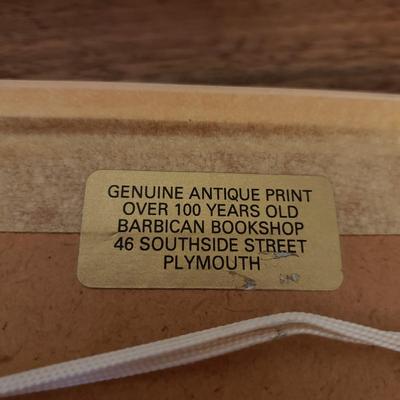 GENUINE ANTIQUE PRINT
OVER 100 YEARS OLD
BARBICAN BOOKSHOP
46 SOUTHSIDE STREET
PLYMOUTH